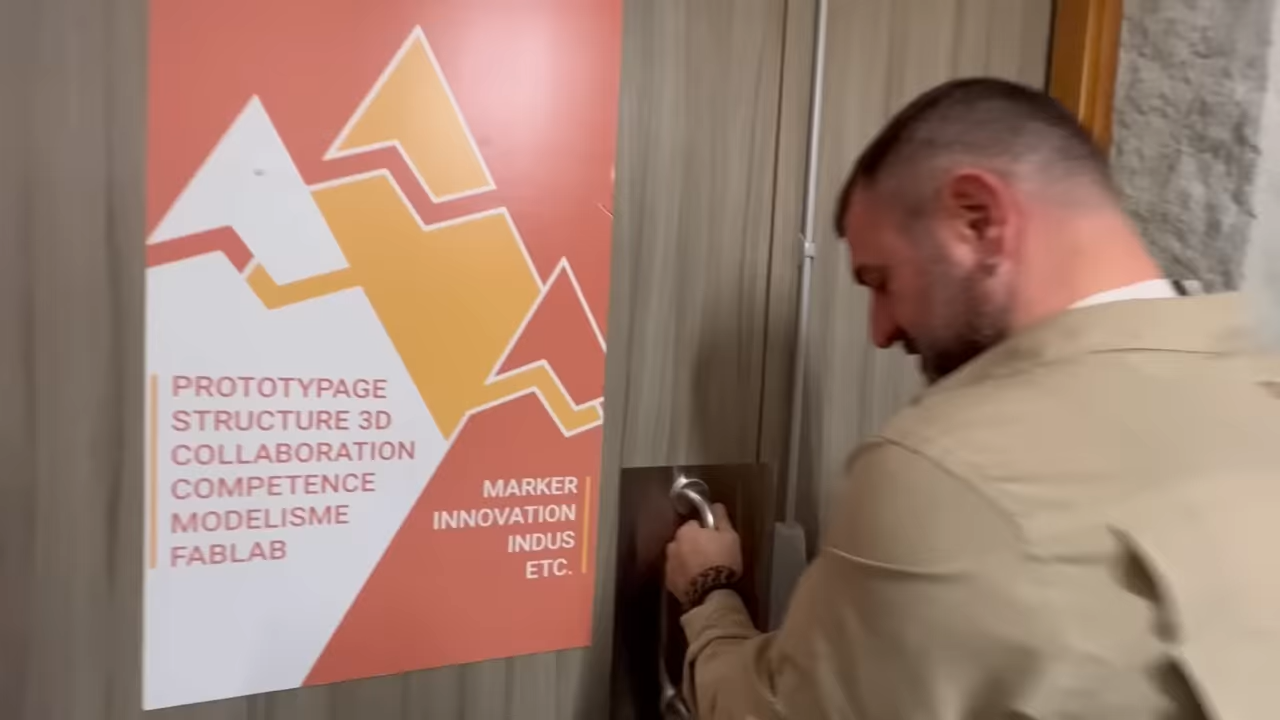 PROTOTYPAGE
STRUCTURE 3D
COLLABORATION
COMPETENCE
MODELISME
FABLAB
MARKER
INNOVATION
INDUS
ETC.